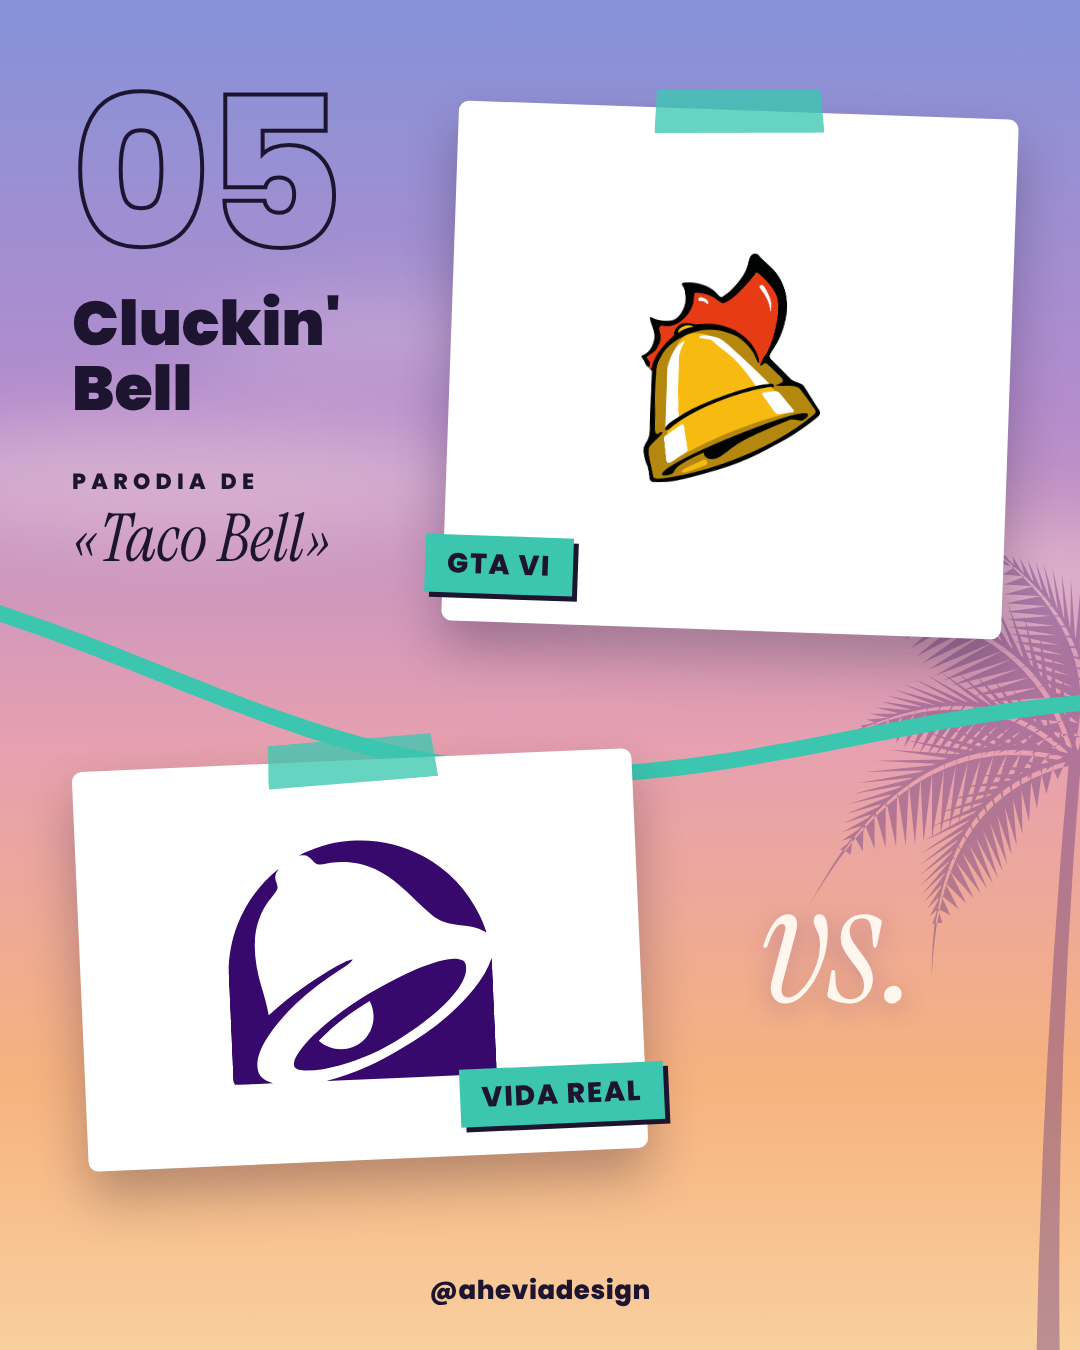 05
Cluckin'
Bell
PARODIA DE
«Taco Bell»
GTA VI
vs.
VIDA REAL
@aheviadesign